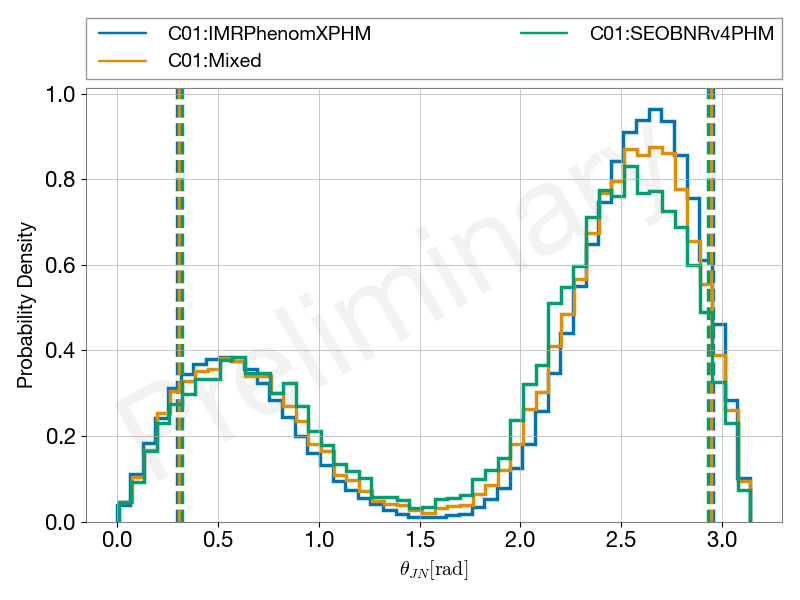 C01:IMRPhenomXPHM
C01:Mixed
C01:SEOBNRv4PHM
1.0
0.8
0.6
0.4
0.2
0.0
Probability Density
Preliminary
0.0 0.5 1.0 1.5 2.0 2.5 3.0
θ_JN[rad]